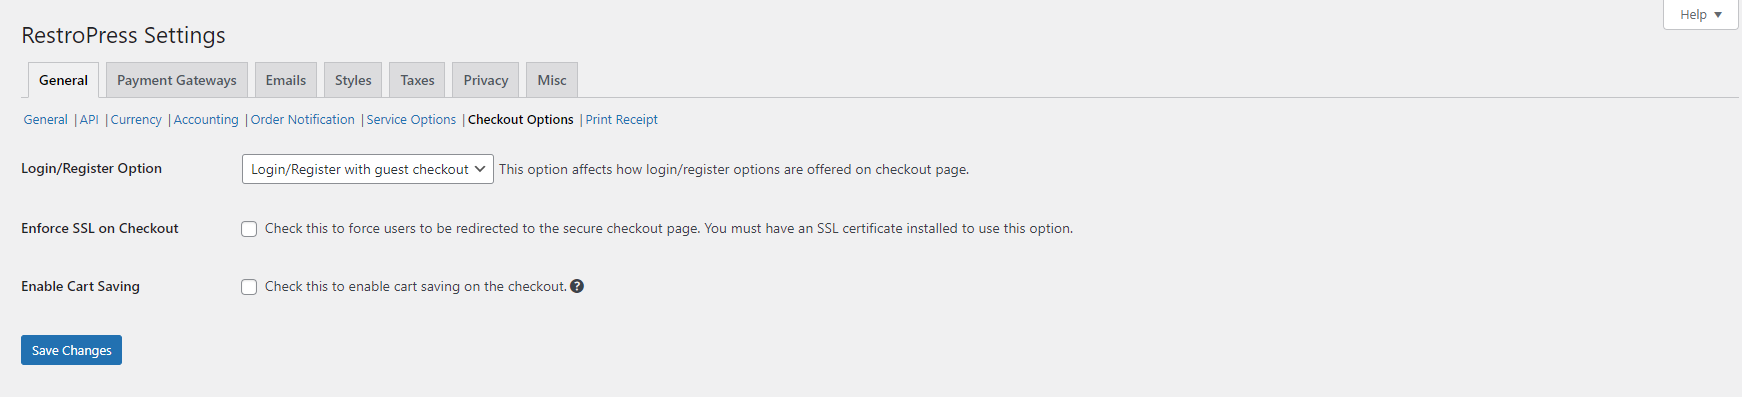 Help
RestroPress Settings
General Payment Gateways Emails Styles Taxes Privacy Misc
General | API | Currency | Accounting | Order Notification | Service Options | Checkout Options | Print Receipt
Login/Register Option Login/Register with guest checkout This option affects how login/register options are offered on checkout page.
Enforce SSL on Checkout Check this to force users to be redirected to the secure checkout page. You must have an SSL certificate installed to use this option.
Enable Cart Saving Check this to enable cart saving on the checkout. ?
Save Changes